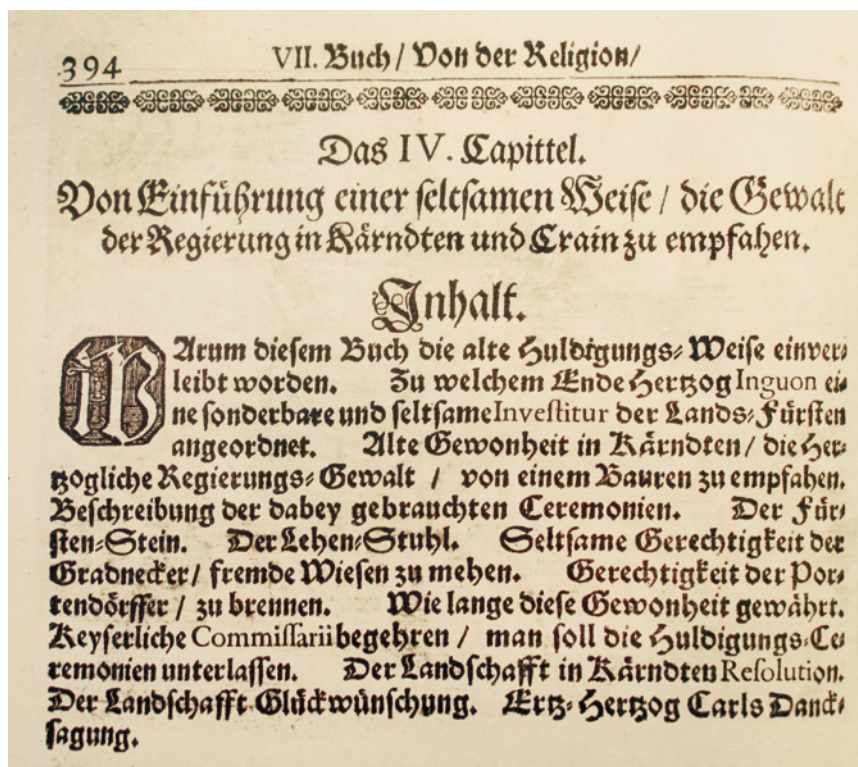 394
VII. Buch / Von der Religion /
Das IV. Capittel.
Von Einführung einer seltsamen Weise / die Gewalt
der Regierung in Kärndten und Crain zu empfahen.
Inhalt.
WArum diesem Buch die alte Huldigungs-Weise einver-
leibt worden. Zu welchem Ende Hertzog Inguon ei-
ne sonderbare und seltsame Investitur der Lands-Fürsten
angeordnet. Alte Gewonheit in Kärndten / die Her-
tzogliche Regierungs-Gewalt / von einem Bauren zu empfahen.
Beschreibung der dabey gebrauchten Ceremonien. Der Für-
sten-Stein. Der Lehen-Stuhl. Seltsame Gerechtigkeit der
Gradnecker / fremde Wiesen zu mehen. Gerechtigkeit der Por-
tendörffer / zu brennen. Wie lange diese Gewonheit gewährt.
Keyserliche Commissarii begehren / man soll die Huldigungs-Ce-
remonien unterlassen. Der Landschafft in Kärndten Resolution.
Der Landschafft Glückwünschung. Ertz-Hertzog Carls Danck-
sagung.